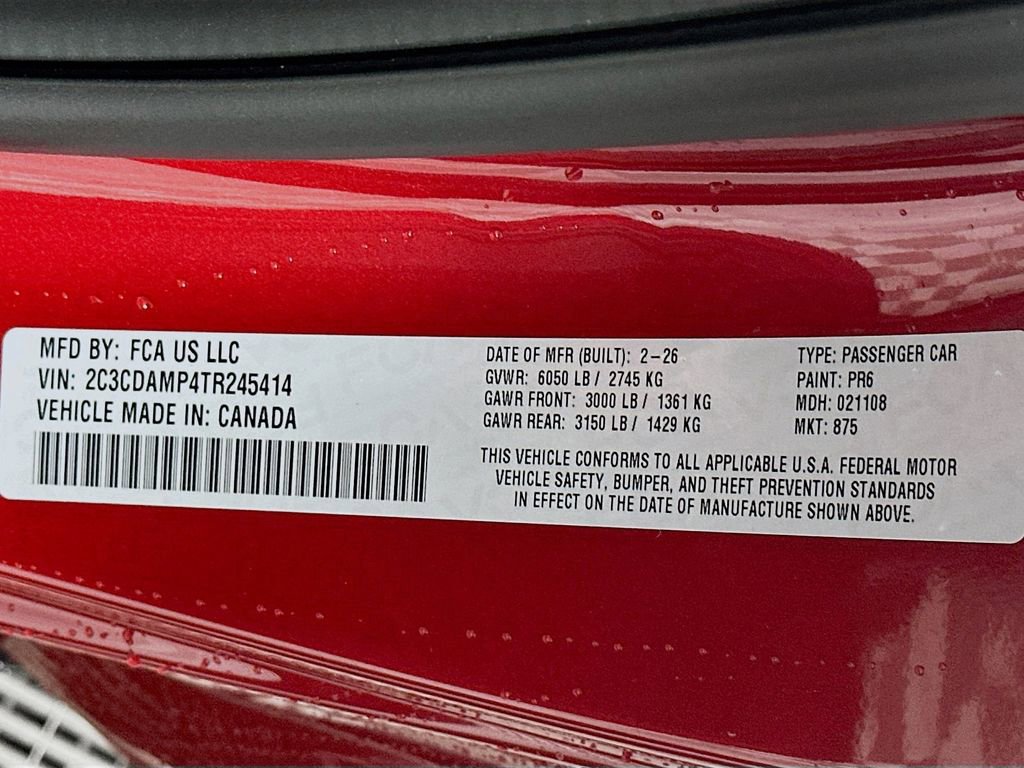 MFD BY: FCA US LLC
VIN: 2C3CDAMP4TR245414
VEHICLE MADE IN: CANADA
DATE OF MFR (BUILT): 2-26
GVWR: 6050 LB / 2745 KG
GAWR FRONT: 3000 LB / 1361 KG
GAWR REAR: 3150 LB / 1429 KG
TYPE: PASSENGER CAR
PAINT: PR6
MDH: 021108
MKT: 875
THIS VEHICLE CONFORMS TO ALL APPLICABLE U.S.A. FEDERAL MOTOR
VEHICLE SAFETY, BUMPER, AND THEFT PREVENTION STANDARDS
IN EFFECT ON THE DATE OF MANUFACTURE SHOWN ABOVE.